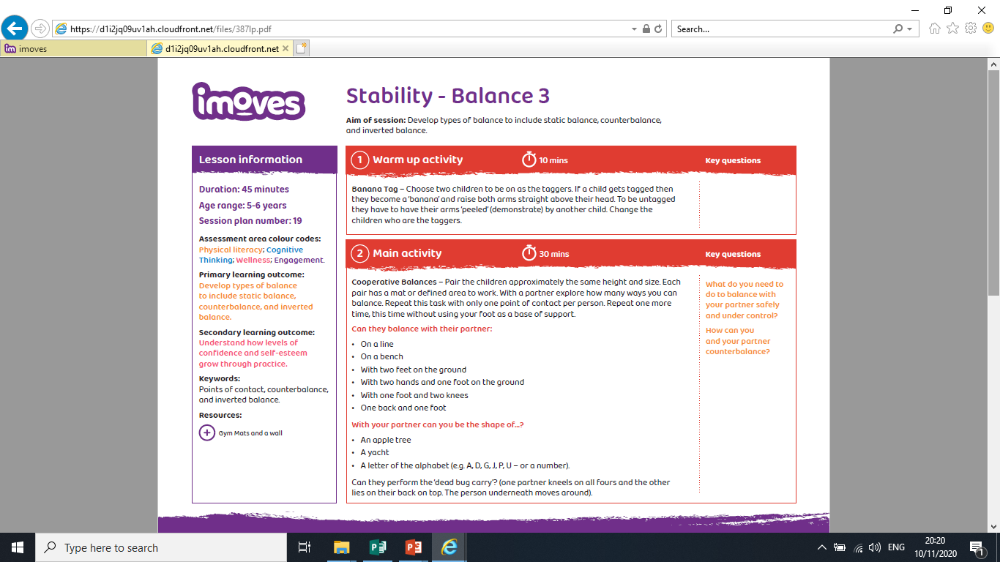 https://d1i2jq09uv1ah.cloudfront.net/files/387lp.pdf
Search...
imoves
d1i2jq09uv1ah.cloudfront.net
imoves
Stability - Balance 3
Aim of session: Develop types of balance to include static balance, counterbalance,
and inverted balance.
Lesson information
Duration: 45 minutes
Age range: 5-6 years
Session plan number: 19
Assessment area colour codes:
Physical literacy; Cognitive
Thinking; Wellness; Engagement.
Primary learning outcome:
Develop types of balance
to include static balance,
counterbalance, and inverted
balance.
Secondary learning outcome:
Understand how levels of
confidence and self-esteem
grow through practice.
Keywords:
Points of contact, counterbalance,
and inverted balance.
Resources:
Gym Mats and a wall
1 Warm up activity 10 mins Key questions
Banana Tag – Choose two children to be on as the taggers. If a child gets tagged then
they become a 'banana' and raise both arms straight above their head. To be untagged
they have to have their arms 'peeled' (demonstrate) by another child. Change the
children who are the taggers.
2 Main activity 30 mins Key questions
Cooperative Balances – Pair the children approximately the same height and size. Each
pair has a mat or defined area to work. With a partner explore how many ways you can
balance. Repeat this task with only one point of contact per person. Repeat one more
time, this time without using your foot as a base of support.
Can they balance with their partner:
• On a line
• On a bench
• With two feet on the ground
• With two hands and one foot on the ground
• With one foot and two knees
• One back and one foot
With your partner can you be the shape of...?
• An apple tree
• A yacht
• A letter of the alphabet (e.g. A, D, G, J, P, U – or a number).
Can they perform the 'dead bug carry'? (one partner kneels on all fours and the other
lies on their back on top. The person underneath moves around).
What do you need to
do to balance with
your partner safely
and under control?
How can you
and your partner
counterbalance?
Type here to search
ENG
20:20
10/11/2020
1